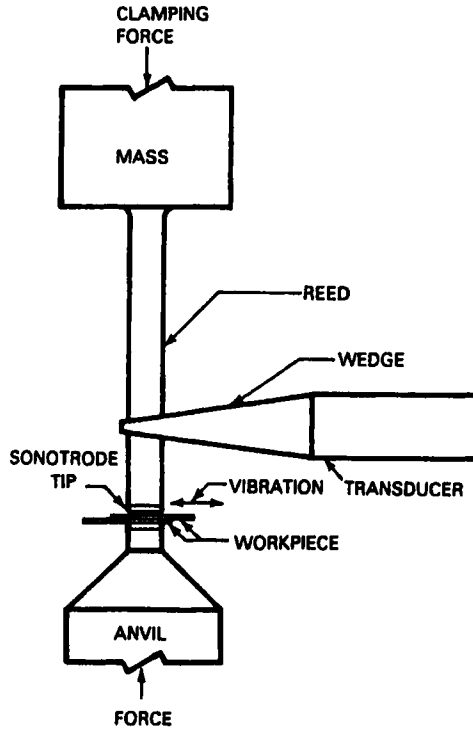 CLAMPING
FORCE
MASS
REED
WEDGE
SONOTRODE
TIP
VIBRATION
TRANSDUCER
WORKPIECE
ANVIL
FORCE